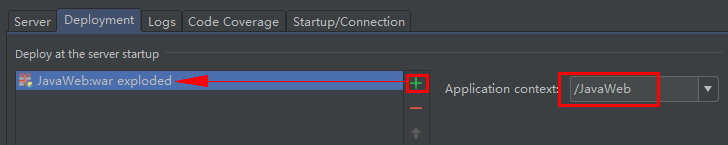 Server Deployment Logs Code Coverage Startup/Connection
Deploy at the server startup
JavaWeb:war exploded
Application context: /JavaWeb